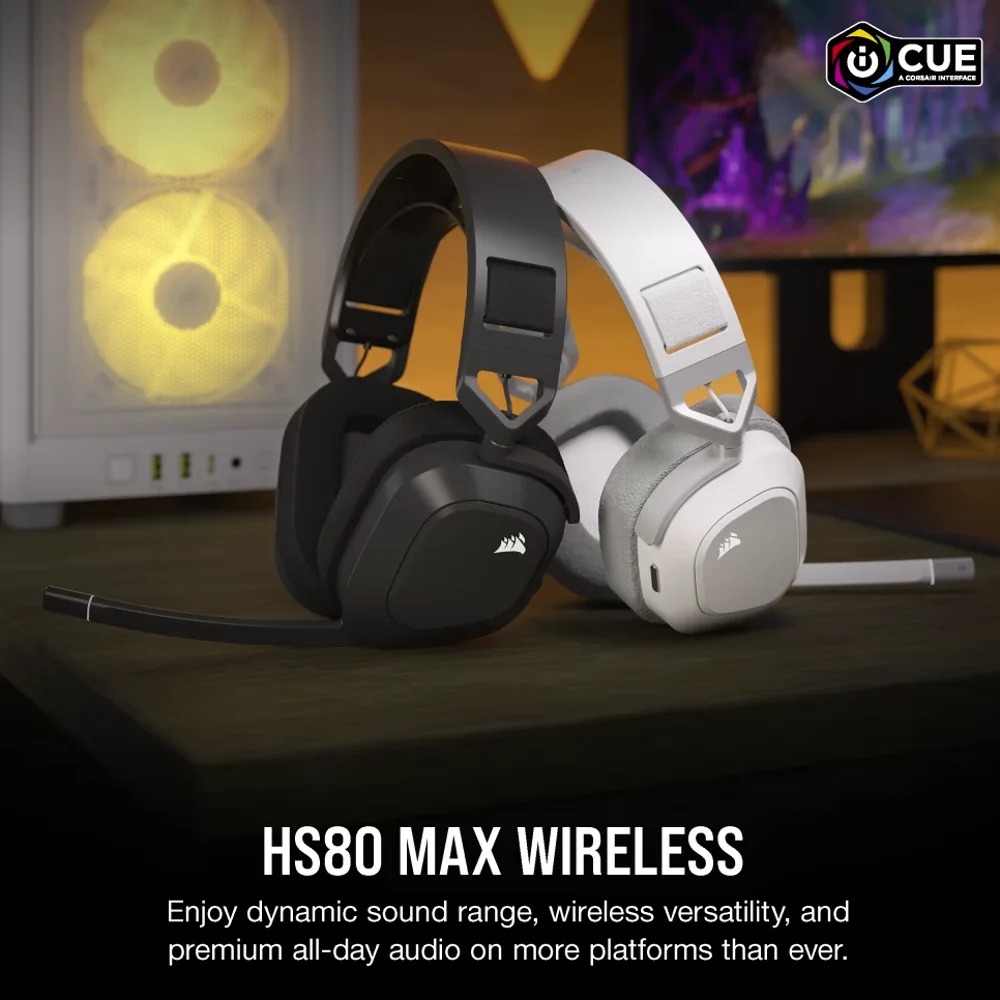 iCUE
A CORSAIR INTERFACE
HS80 MAX WIRELESS
Enjoy dynamic sound range, wireless versatility, and
premium all-day audio on more platforms than ever.